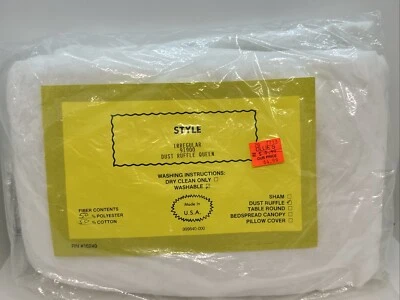 STYLE
IRREGULAR
DUST RUFFLE QUEEN
WASHING INSTRUCTIONS:
DRY CLEAN ONLY
WASHABLE
FIBER CONTENTS
% POLYESTER
% COTTON
Made in
U.S.A.
SHAM
DUST RUFFLE
TABLE ROUND
BEDSPREAD CANOPY
PILLOW COVER